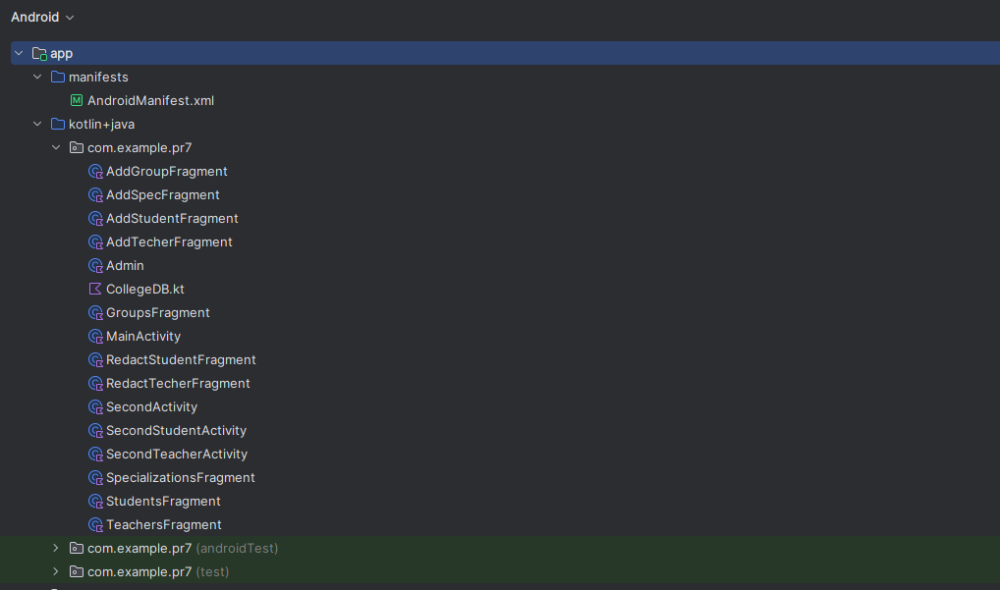 Android
app
manifests
AndroidManifest.xml
kotlin+java
com.example.pr7
AddGroupFragment
AddSpecFragment
AddStudentFragment
AddTecherFragment
Admin
CollegeDB.kt
GroupsFragment
MainActivity
RedactStudentFragment
RedactTecherFragment
SecondActivity
SecondStudentActivity
SecondTeacherActivity
SpecializationsFragment
StudentsFragment
TeachersFragment
com.example.pr7 (androidTest)
com.example.pr7 (test)